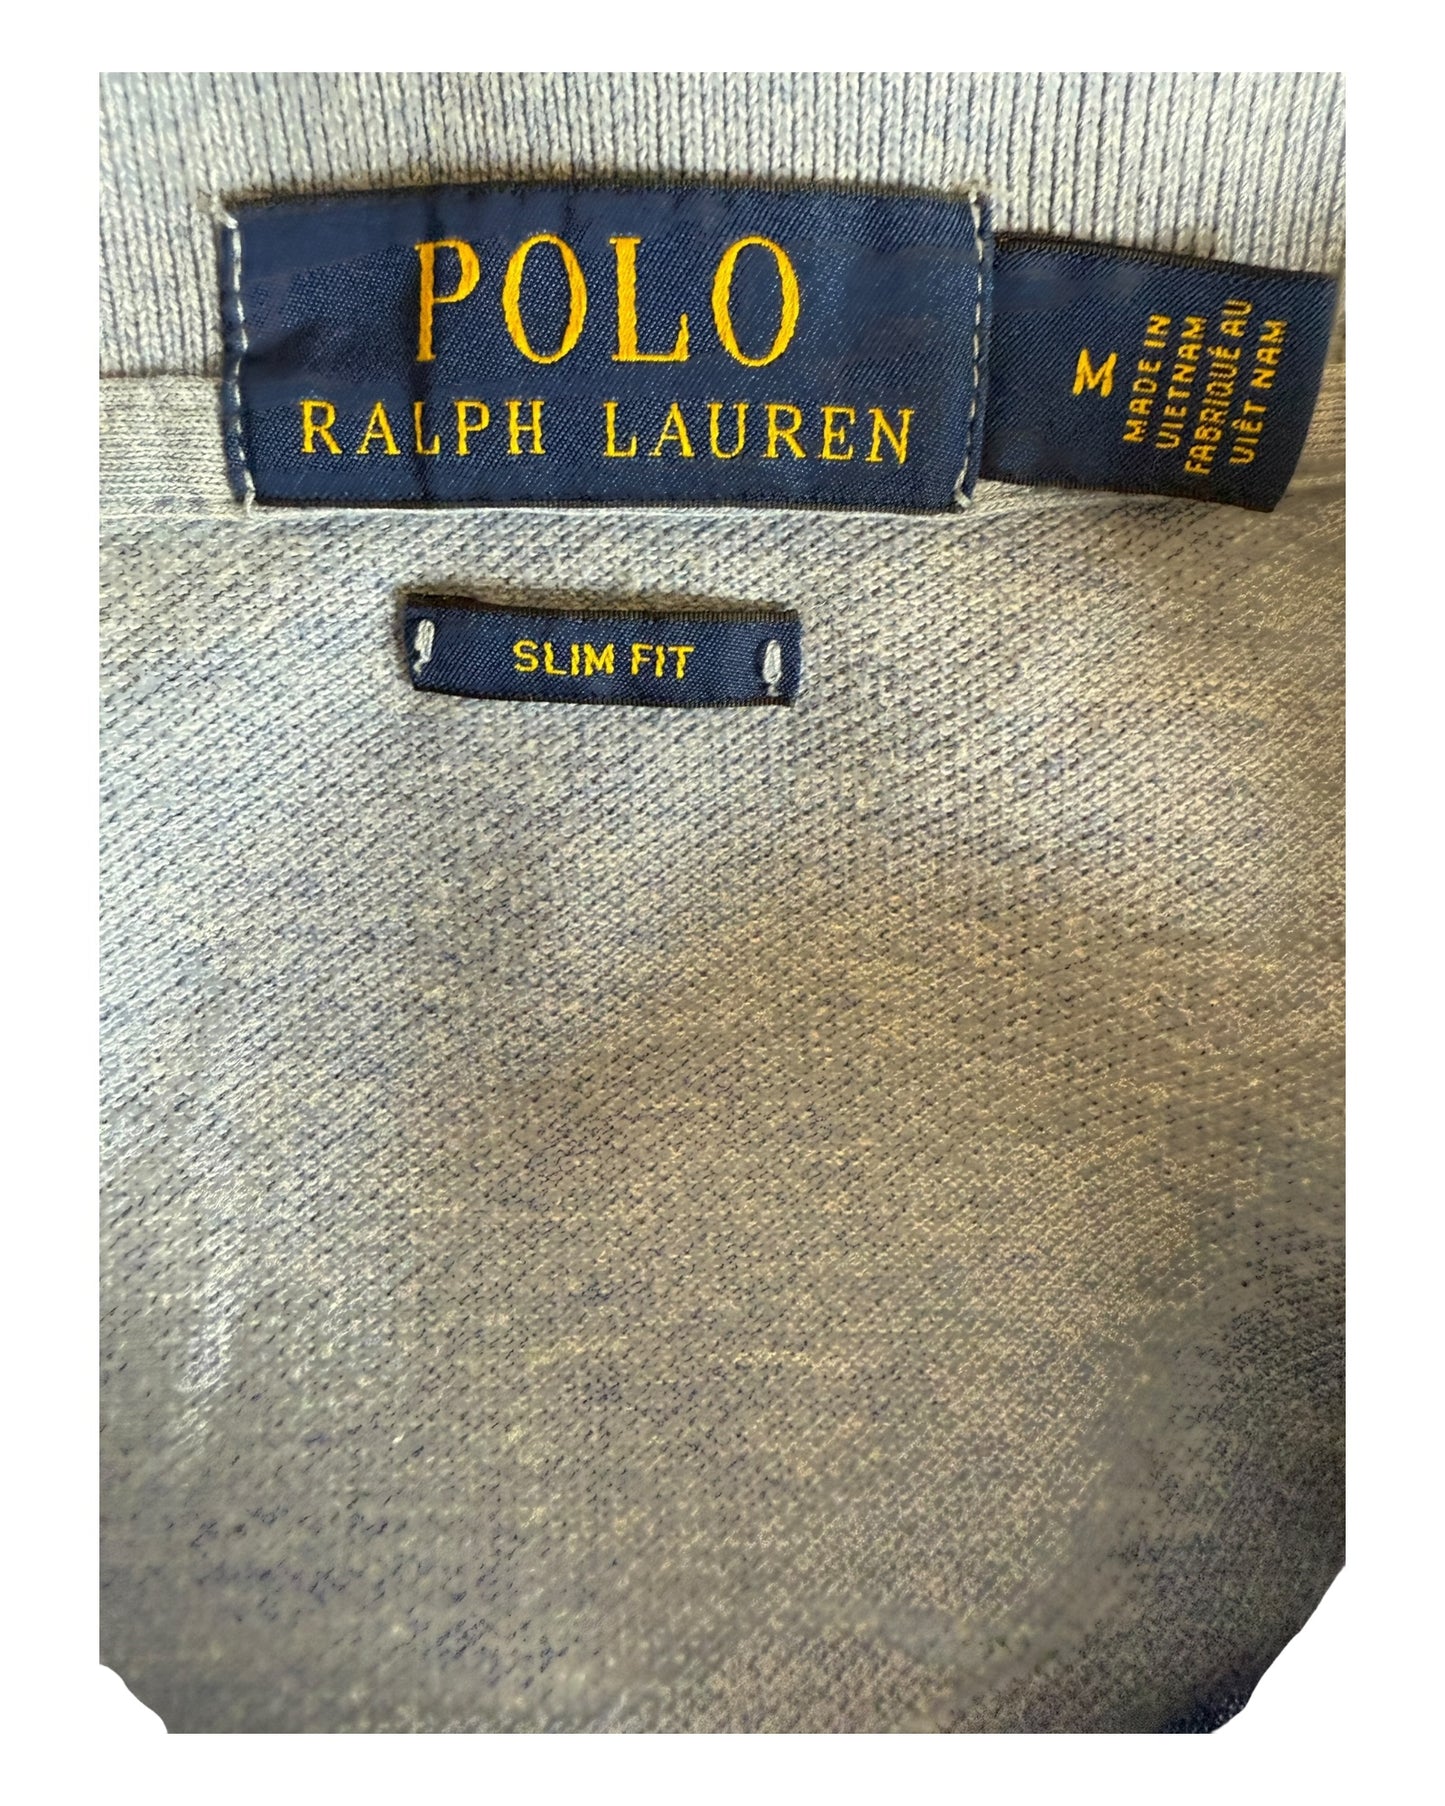 POLO
RALPH LAUREN
M
MADE IN
VIETNAM
FABRIQUÉ AU
VIÊT NAM
SLIM FIT